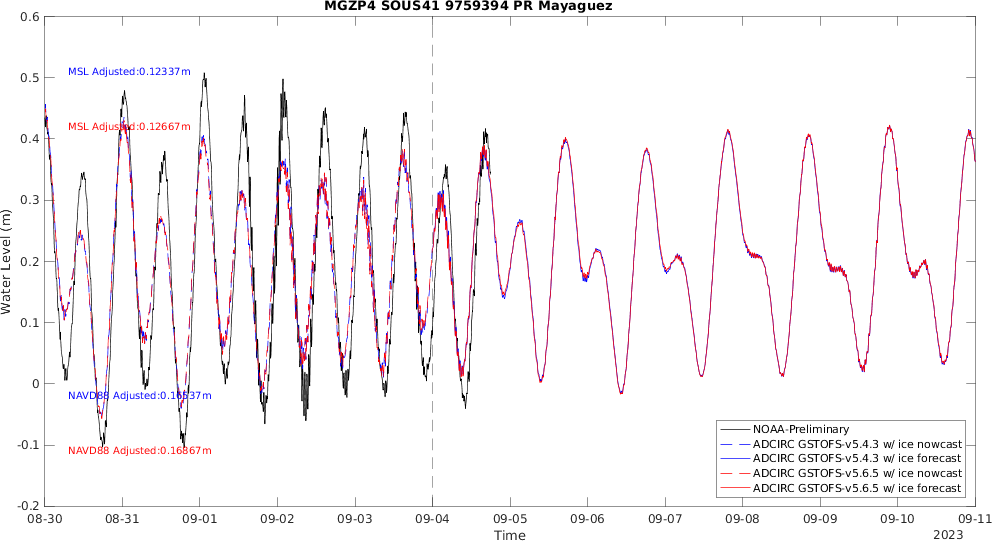 MGZP4 SOUS41 9759394 PR Mayaguez
0.6
0.5
0.4
0.3
0.2
0.1
0
-0.1
-0.2
Water Level (m)
MSL Adjusted:0.12337m
MSL Adjusted:0.12667m
NAVD88 Adjusted:0.16537m
NAVD88 Adjusted:0.16867m
NOAA-Preliminary
ADCIRC GSTOFS-v5.4.3 w/ ice nowcast
ADCIRC GSTOFS-v5.4.3 w/ ice forecast
ADCIRC GSTOFS-v5.6.5 w/ ice nowcast
ADCIRC GSTOFS-v5.6.5 w/ ice forecast
08-30 08-31 09-01 09-02 09-03 09-04 09-05 09-06 09-07 09-08 09-09 09-10 09-11
Time
2023